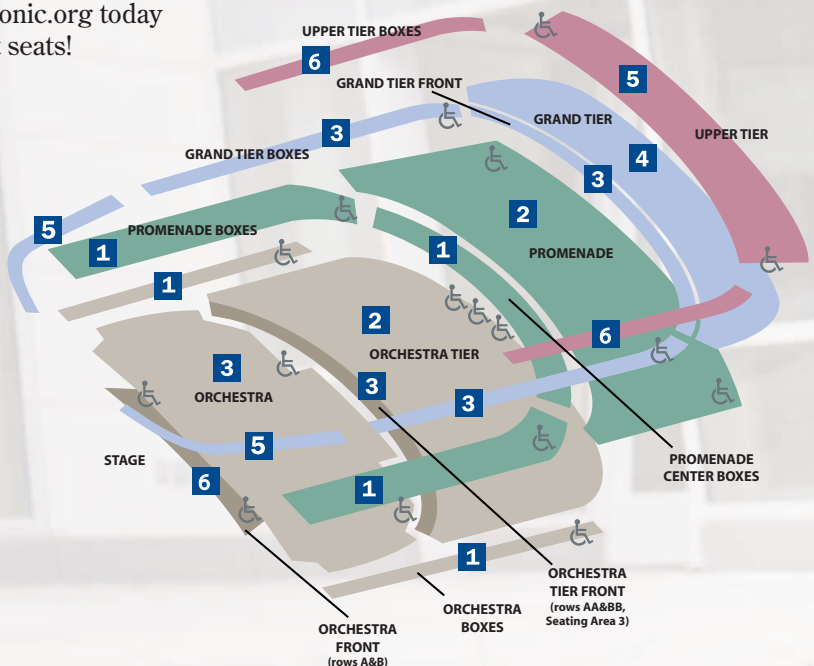 onic.org today
t seats!
UPPER TIER BOXES
6
5
GRAND TIER FRONT
GRAND TIER
UPPER TIER
3
4
GRAND TIER BOXES
3
2
5
PROMENADE BOXES
1
1
PROMENADE
1
2
6
ORCHESTRA TIER
3
ORCHESTRA
3
3
5
STAGE
6
1
PROMENADE
CENTER BOXES
1
ORCHESTRA
TIER FRONT
(rows AA&BB,
Seating Area 3)
ORCHESTRA
BOXES
ORCHESTRA
FRONT
(rows A&B)